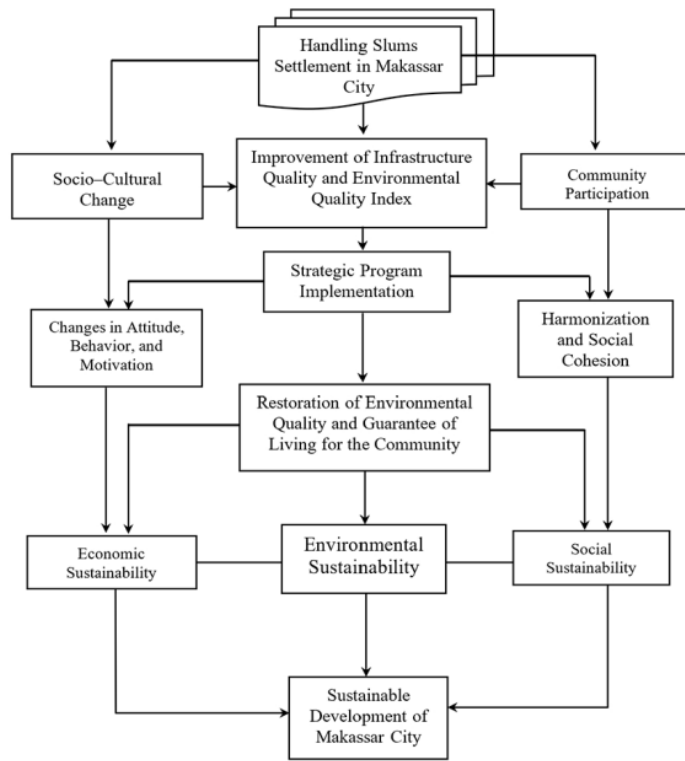 Handling Slums
Settlement in Makassar
City
Socio–Cultural
Change
Improvement of Infrastructure
Quality and Environmental
Quality Index
Community
Participation
Strategic Program
Implementation
Changes in Attitude,
Behavior, and
Motivation
Harmonization
and Social
Cohesion
Restoration of Environmental
Quality and Guarantee of
Living for the Community
Economic
Sustainability
Environmental
Sustainability
Social
Sustainability
Sustainable
Development of
Makassar City